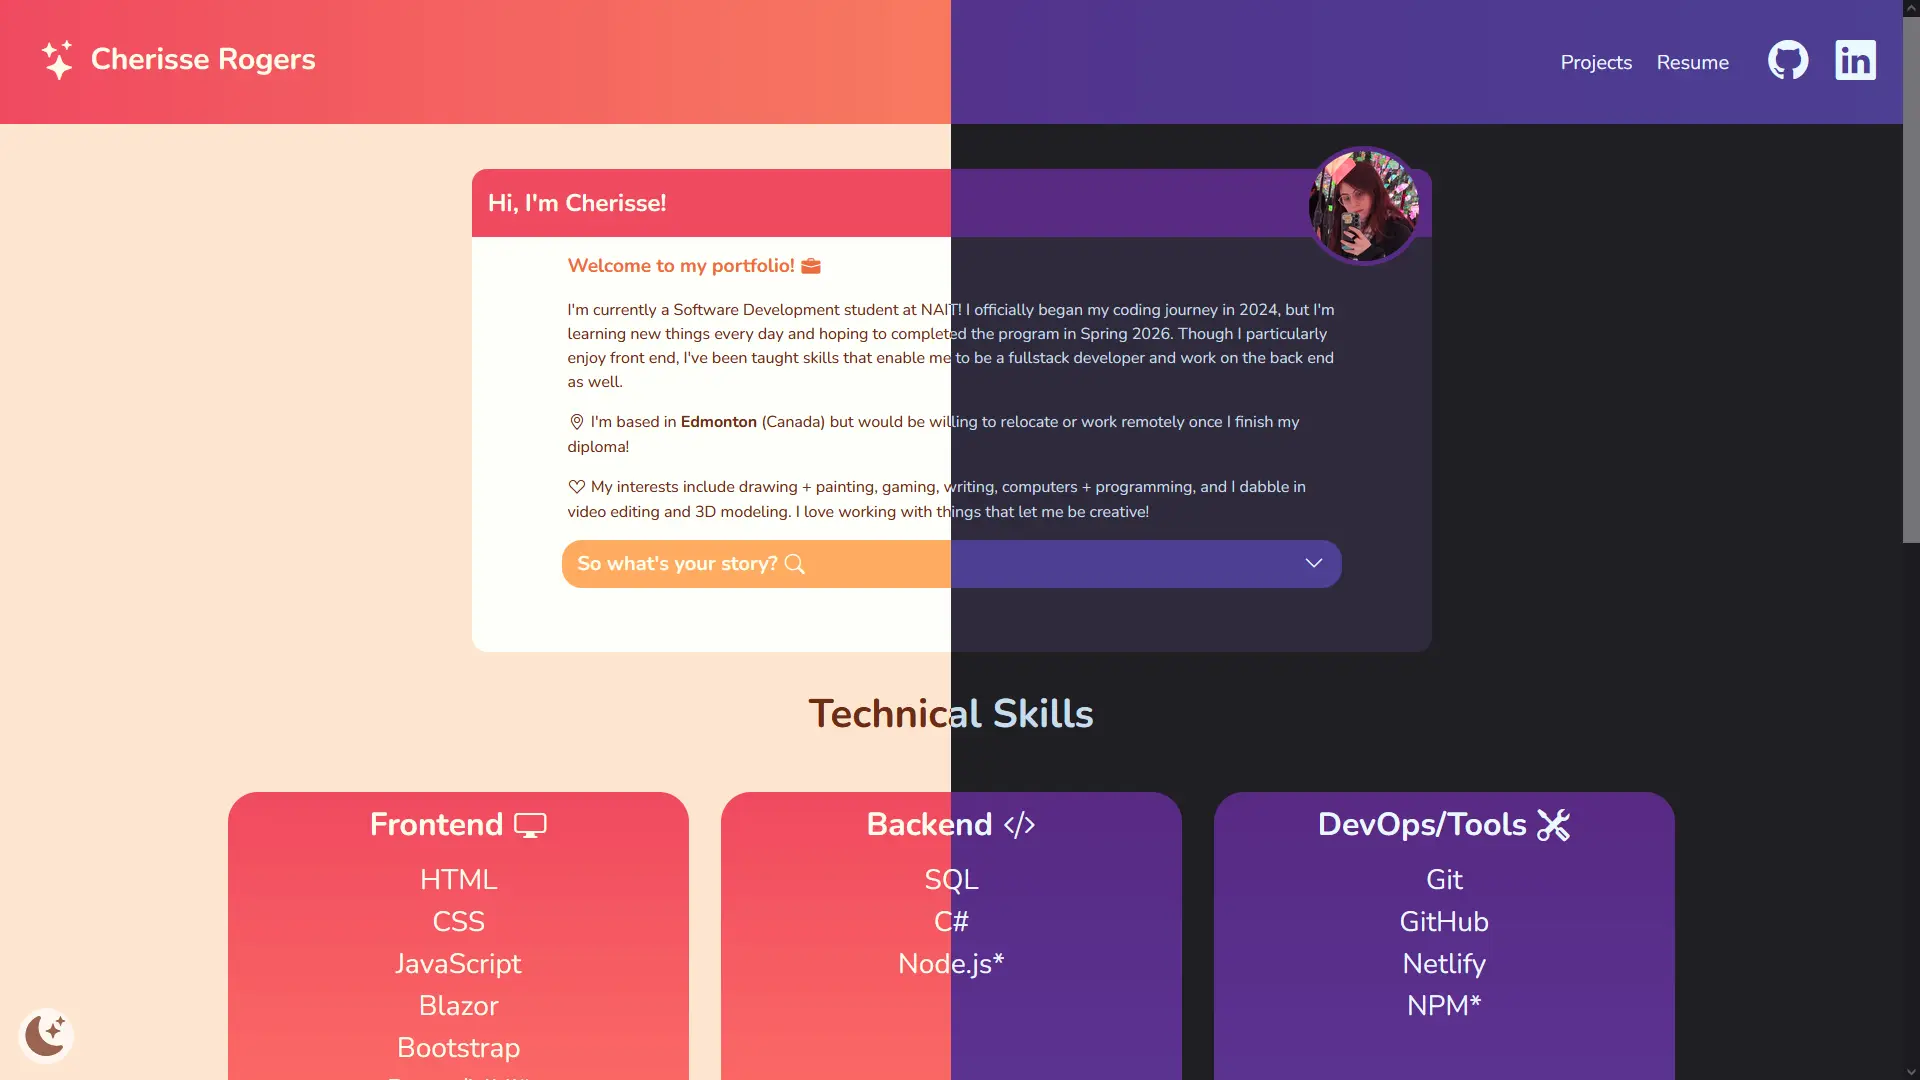 Cherisse Rogers
Projects
Resume
in
Hi, I'm Cherisse!
Welcome to my portfolio!
I'm currently a Software Development student at NAIT! I officially began my coding journey in 2024, but I'm
learning new things every day and hoping to completed the program in Spring 2026. Though I particularly
enjoy front end, I've been taught skills that enable me to be a fullstack developer and work on the back end
as well.
I'm based in Edmonton (Canada) but would be willing to relocate or work remotely once I finish my
diploma!
My interests include drawing + painting, gaming, writing, computers + programming, and I dabble in
video editing and 3D modeling. I love working with things that let me be creative!
So what's your story?
Technical Skills
Frontend
HTML
CSS
JavaScript
Blazor
Bootstrap
Backend </>
SQL
C#
Node.js*
DevOps/Tools
Git
GitHub
Netlify
NPM*